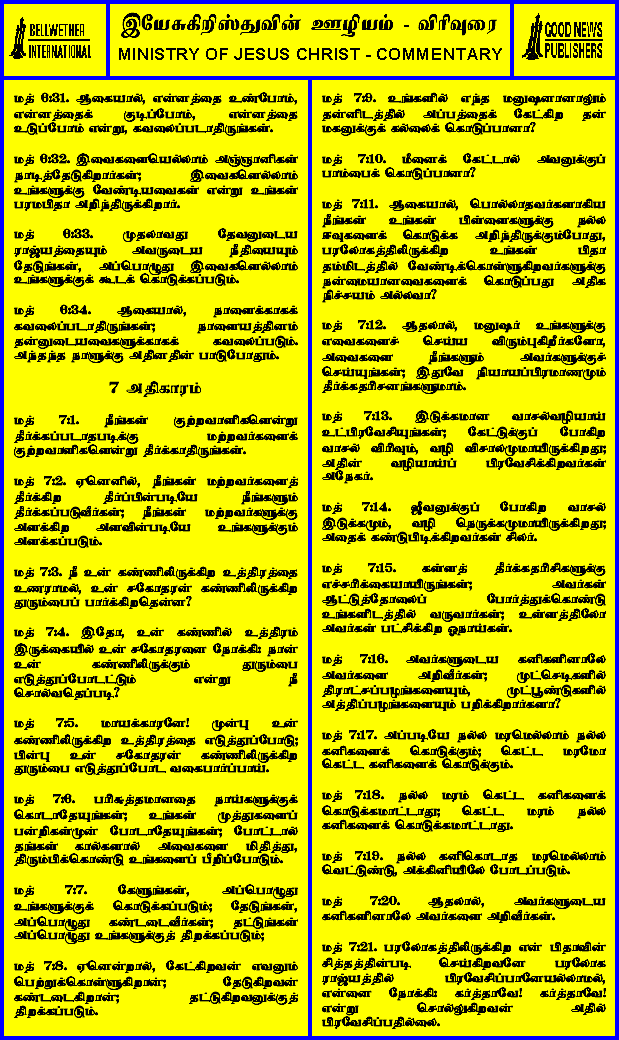 BELLWETHER
INTERNATIONAL
இயேசுகிறிஸ்துவின் ஊழியம் - விரிவுரை
MINISTRY OF JESUS CHRIST - COMMENTARY
GOOD NEWS
PUBLISHERS
மத் 6:31. ஆகையால், என்னத்தை உண்போம்,
என்னத்தைக் குடிப்போம், என்னத்தை
உடுப்போம் என்று, கவலைப்படாதிருங்கள்.
மத் 6:32. இவைகளையெல்லாம் அஞ்ஞானிகள்
நாடித்தேடுகிறார்கள்; இவைகளெல்லாம்
உங்களுக்கு வேண்டியவைகள் என்று உங்கள்
பரமபிதா அறிந்திருக்கிறார்.
மத் 6:33. முதலாவது தேவனுடைய
ராஜ்யத்தையும் அவருடைய நீதியையும்
தேடுங்கள், அப்பொழுது இவைகளெல்லாம்
உங்களுக்குக் கூடக் கொடுக்கப்படும்.
மத் 6:34. ஆகையால், நாளைக்காகக்
கவலைப்படாதிருங்கள்; நாளையத்தினம்
தன்னுடையவைகளுக்காகக் கவலைப்படும்.
அந்தந்த நாளுக்கு அதினதின் பாடுபோதும்.
7 அதிகாரம்
மத் 7:1. நீங்கள் குற்றவாளிகளென்று
தீர்க்கப்படாதபடிக்கு மற்றவர்களைக்
குற்றவாளிகளென்று தீர்க்காதிருங்கள்.
மத் 7:2. ஏனெனில், நீங்கள் மற்றவர்களைத்
தீர்க்கிற தீர்ப்பின்படியே நீங்களும்
தீர்க்கப்படுவீர்கள்; நீங்கள் மற்றவர்களுக்கு
அளக்கிற அளவின்படியே உங்களுக்கும்
அளக்கப்படும்.
மத் 7:3. நீ உன் கண்ணிலிருக்கிற உத்திரத்தை
உணராமல், உன் சகோதரன் கண்ணிலிருக்கிற
துரும்பைப் பார்க்கிறதென்ன?
மத் 7:4. இதோ, உன் கண்ணில் உத்திரம்
இருக்கையில் உன் சகோதரனை நோக்கி: நான்
உன் கண்ணிலிருக்கும் துரும்பை
எடுத்துப்போடட்டும் என்று நீ
சொல்வதெப்படி?
மத் 7:5. மாயக்காரனே! முன்பு உன்
கண்ணிலிருக்கிற உத்திரத்தை எடுத்துப்போடு;
பின்பு உன் சகோதரன் கண்ணிலிருக்கிற
துரும்பை எடுத்துப்போட வகைபார்ப்பாய்.
மத் 7:6. பரிசுத்தமானதை நாய்களுக்குக்
கொடாதேயுங்கள்; உங்கள் முத்துகளைப்
பன்றிகள்முன் போடாதேயுங்கள்; போட்டால்
தங்கள் கால்களால் அவைகளை மிதித்து,
திரும்பிக்கொண்டு உங்களைப் பீறிப்போடும்.
மத் 7:7. கேளுங்கள், அப்பொழுது
உங்களுக்குக் கொடுக்கப்படும்; தேடுங்கள்,
அப்பொழுது கண்டடைவீர்கள்; தட்டுங்கள்
அப்பொழுது உங்களுக்குத் திறக்கப்படும்;
மத் 7:8. ஏனென்றால், கேட்கிறவன் எவனும்
பெற்றுக்கொள்ளுகிறான்; தேடுகிறவன்
கண்டடைகிறான்; தட்டுகிறவனுக்குத்
திறக்கப்படும்.
மத் 7:9. உங்களில் எந்த மனுஷனானாலும்
தன்னிடத்தில் அப்பத்தைக் கேட்கிற தன்
மகனுக்குக் கல்லைக் கொடுப்பானா?
மத் 7:10. மீனைக் கேட்டால் அவனுக்குப்
பாம்பைக் கொடுப்பானா?
மத் 7:11. ஆகையால், பொல்லாதவர்களாகிய
நீங்கள் உங்கள் பிள்ளைகளுக்கு நல்ல
ஈவுகளைக் கொடுக்க அறிந்திருக்கும்போது,
பரலோகத்திலிருக்கிற உங்கள் பிதா
தம்மிடத்தில் வேண்டிக்கொள்ளுகிறவர்களுக்கு
நன்மையானவைகளைக் கொடுப்பது அதிக
நிச்சயம் அல்லவா?
மத் 7:12. ஆதலால், மனுஷர் உங்களுக்கு
எவைகளைச் செய்ய விரும்புகிறீர்களோ,
அவைகளை நீங்களும் அவர்களுக்குச்
செய்யுங்கள்; இதுவே நியாயப்பிரமாணமும்
தீர்க்கதரிசனங்களுமாம்.
மத் 7:13. இடுக்கமான வாசல்வழியாய்
உட்பிரவேசியுங்கள்; கேட்டுக்குப் போகிற
வாசல் விரிவும், வழி விசாலமுமாயிருக்கிறது;
அதின் வழியாய்ப் பிரவேசிக்கிறவர்கள்
அநேகர்.
மத் 7:14. ஜீவனுக்குப் போகிற வாசல்
இடுக்கமும், வழி நெருக்கமுமாயிருக்கிறது;
அதைக் கண்டுபிடிக்கிறவர்கள் சிலர்.
மத் 7:15. கள்ளத் தீர்க்கதரிசிகளுக்கு
எச்சரிக்கையாயிருங்கள்; அவர்கள்
ஆட்டுத்தோலைப் போர்த்துக்கொண்டு
உங்களிடத்தில் வருவார்கள்; உள்ளத்திலோ
அவர்கள் பட்சிக்கிற ஓநாய்கள்.
மத் 7:16. அவர்களுடைய கனிகளினாலே
அவர்களை அறிவீர்கள்; முட்செடிகளில்
திராட்சப்பழங்களையும், முட்பூண்டுகளில்
அத்திப்பழங்களையும் பறிக்கிறார்களா?
மத் 7:17. அப்படியே நல்ல மரமெல்லாம் நல்ல
கனிகளைக் கொடுக்கும்; கெட்ட மரமோ
கெட்ட கனிகளைக் கொடுக்கும்.
மத் 7:18. நல்ல மரம் கெட்ட கனிகளைக்
கொடுக்கமாட்டாது; கெட்ட மரம் நல்ல
கனிகளைக் கொடுக்கமாட்டாது.
மத் 7:19. நல்ல கனிகொடாத மரமெல்லாம்
வெட்டுண்டு, அக்கினியிலே போடப்படும்.
மத் 7:20. ஆதலால், அவர்களுடைய
கனிகளினாலே அவர்களை அறிவீர்கள்.
மத் 7:21. பரலோகத்திலிருக்கிற என் பிதாவின்
சித்தத்தின்படி செய்கிறவனே பரலோக
ராஜ்யத்தில் பிரவேசிப்பானேயல்லாமல்,
என்னை நோக்கி: கர்த்தாவே! கர்த்தாவே!
என்று சொல்லுகிறவன் அதில்
பிரவேசிப்பதில்லை.